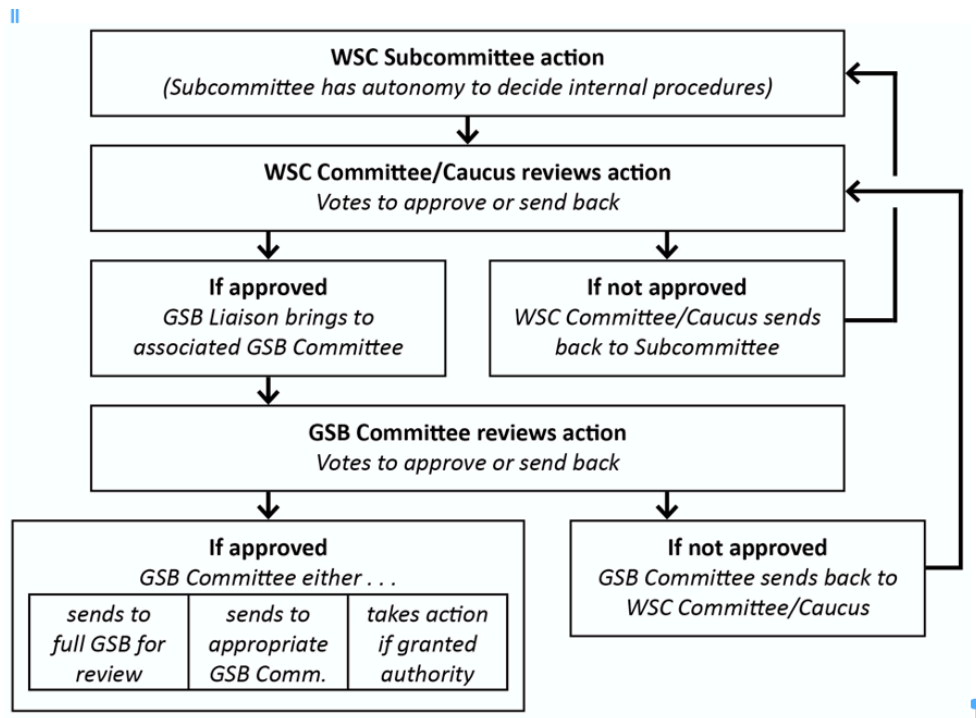 WSC Subcommittee action
(Subcommittee has autonomy to decide internal procedures)
WSC Committee/Caucus reviews action
Votes to approve or send back
If approved
GSB Liaison brings to
associated GSB Committee
If not approved
WSC Committee/Caucus sends
back to Subcommittee
GSB Committee reviews action
Votes to approve or send back
If approved
GSB Committee either . . .
sends to
full GSB for
review
sends to
appropriate
GSB Comm.
takes action
if granted
authority
If not approved
GSB Committee sends back to
WSC Committee/Caucus